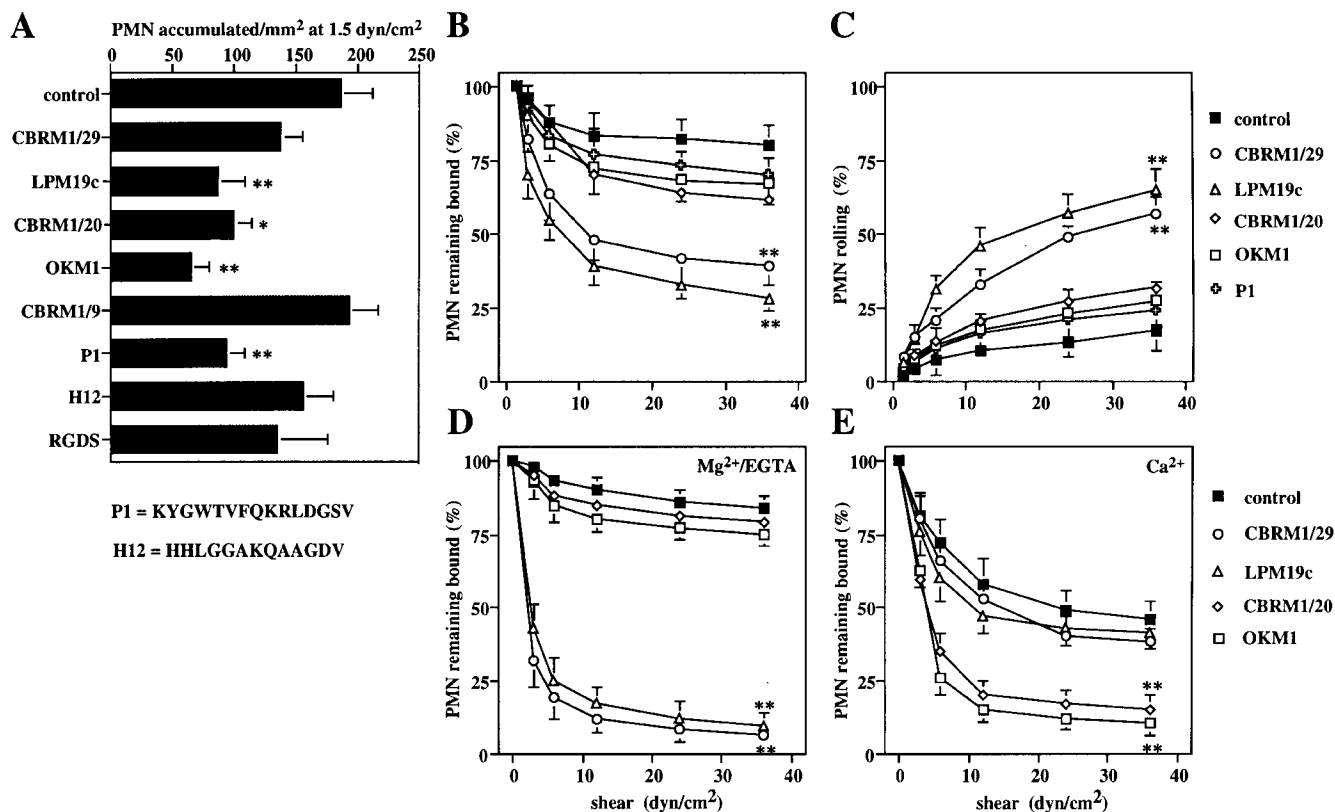 A
PMN accumulated/mm² at 1.5 dyn/cm²
0 50 100 150 200 250
control
CBRM1/29
LPM19c **
CBRM1/20 *
OKM1 **
CBRM1/9
P1 **
H12
RGDS
P1 = KYGWTVFQKRLDGSV
H12 = HHLGGAKQAAGDV
B
PMN remaining bound (%)
100
75
50
25
0
0 10 20 30 40
**
**
C
PMN rolling (%)
100
75
50
25
0
0 10 20 30 40
**
**
control
CBRM1/29
LPM19c
CBRM1/20
OKM1
P1
D
Mg²⁺/EGTA
PMN remaining bound (%)
100
75
50
25
0
0 10 20 30 40
shear (dyn/cm²)
**
**
E
Ca²⁺
PMN remaining bound (%)
100
75
50
25
0
0 10 20 30 40
shear (dyn/cm²)
**
**
control
CBRM1/29
LPM19c
CBRM1/20
OKM1